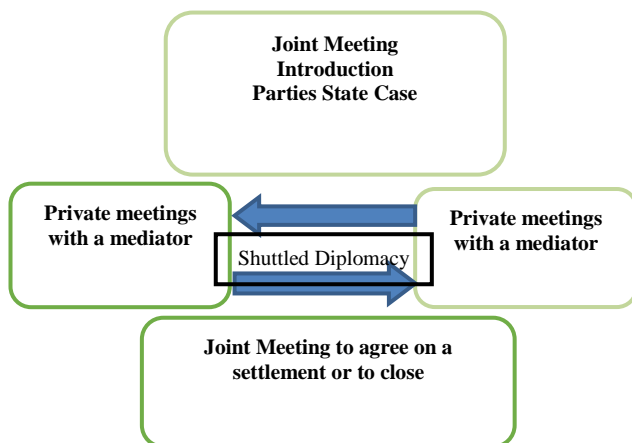 Joint Meeting
Introduction
Parties State Case
Private meetings
with a mediator
Private meetings
with a mediator
Shuttled Diplomacy
Joint Meeting to agree on a
settlement or to close